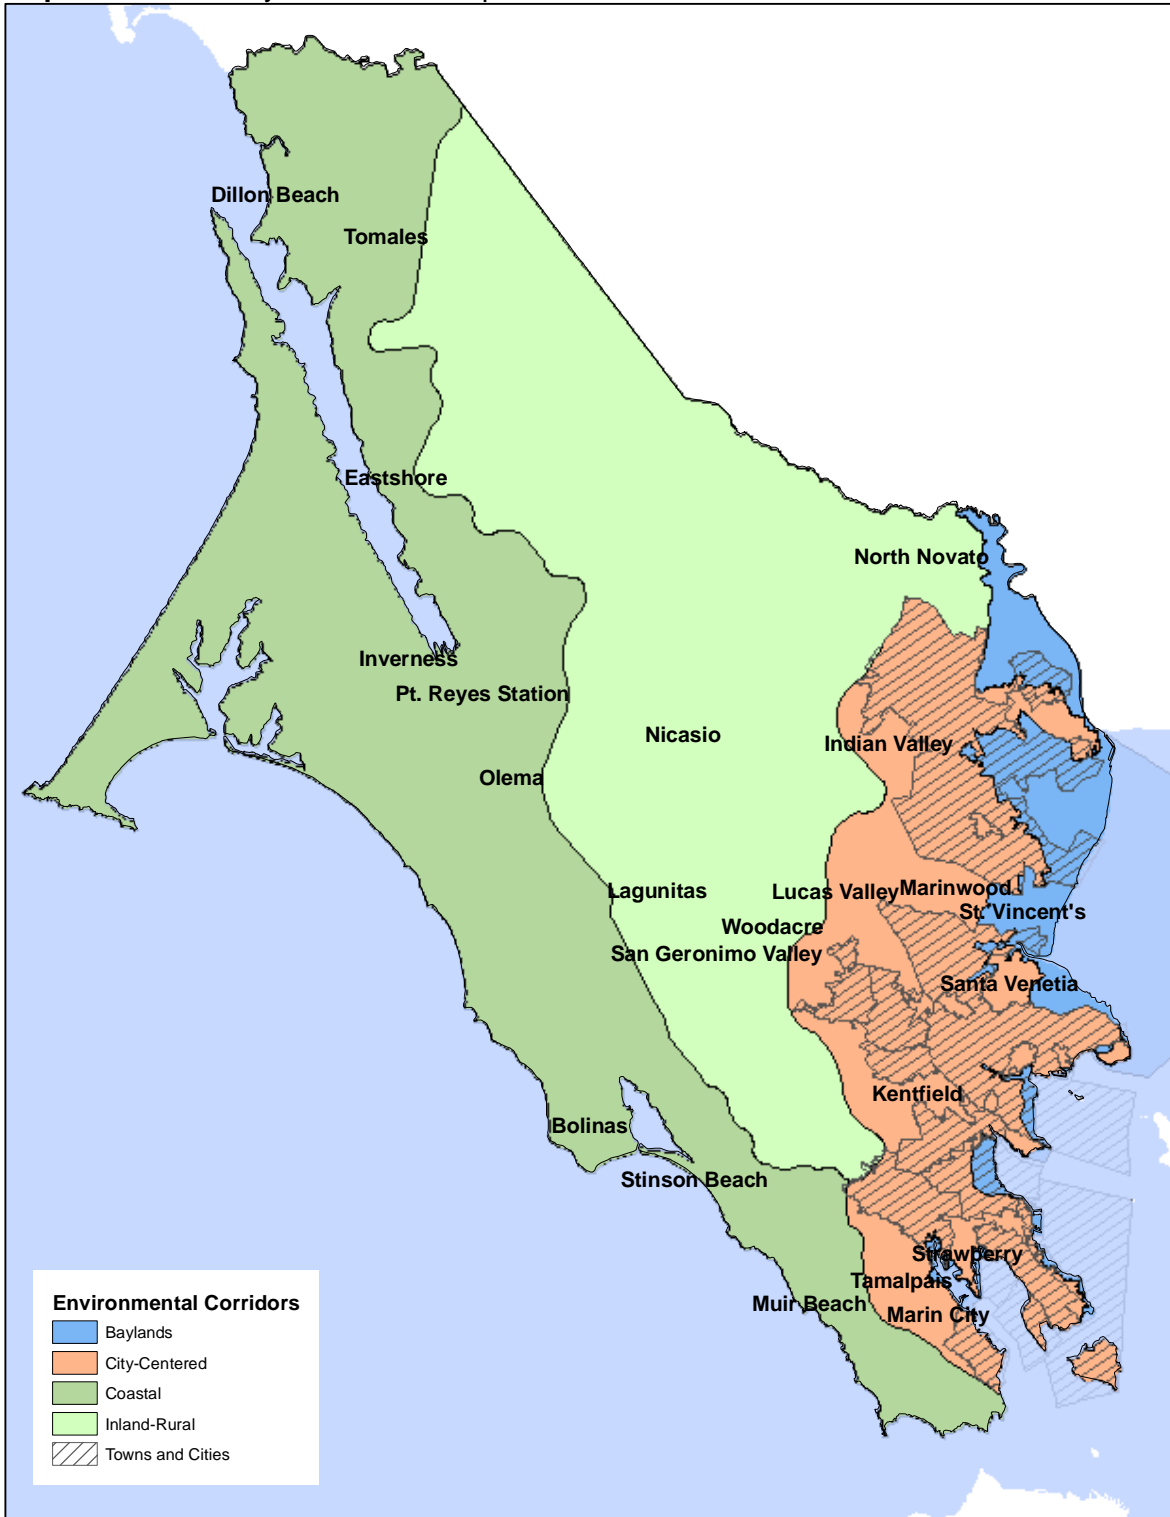 Dillon Beach
Tomales
Eastshore
North Novato
Inverness
Pt. Reyes Station
Nicasio
Indian Valley
Olema
Lagunitas
Lucas Valley
Marinwood
St. Vincent's
Woodacre
San Geronimo Valley
Santa Venetia
Kentfield
Bolinas
Stinson Beach
Strawberry
Tamalpais
Muir Beach
Marin City
Environmental Corridors
Baylands
City-Centered
Coastal
Inland-Rural
Towns and Cities